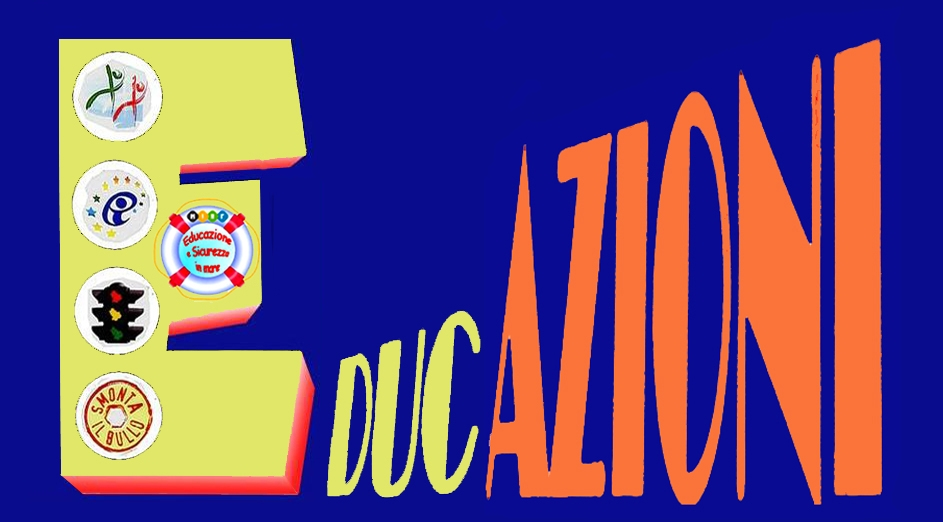 EDUCAZIONI
Educazione
e Sicurezza
in mare
SMONTA
IL BULLO